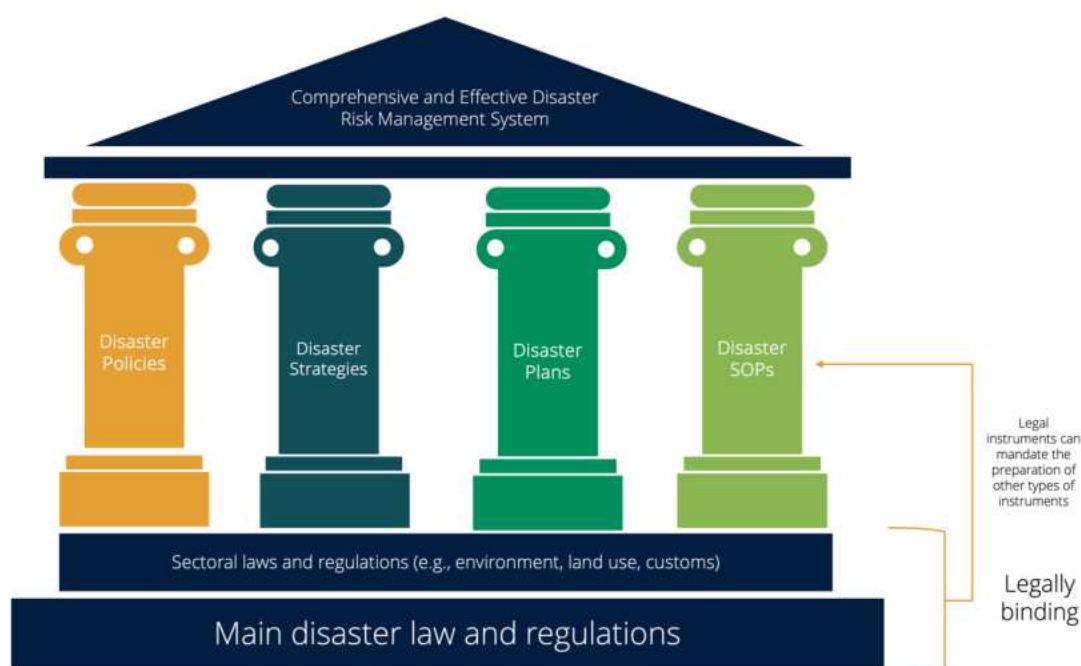 Comprehensive and Effective Disaster
Risk Management System
Disaster
Policies
Disaster
Strategies
Disaster
Plans
Disaster
SOPs
Legal
instruments can
mandate the
preparation of
other types of
instruments
Sectoral laws and regulations (e.g., environment, land use, customs)
Legally
binding
Main disaster law and regulations